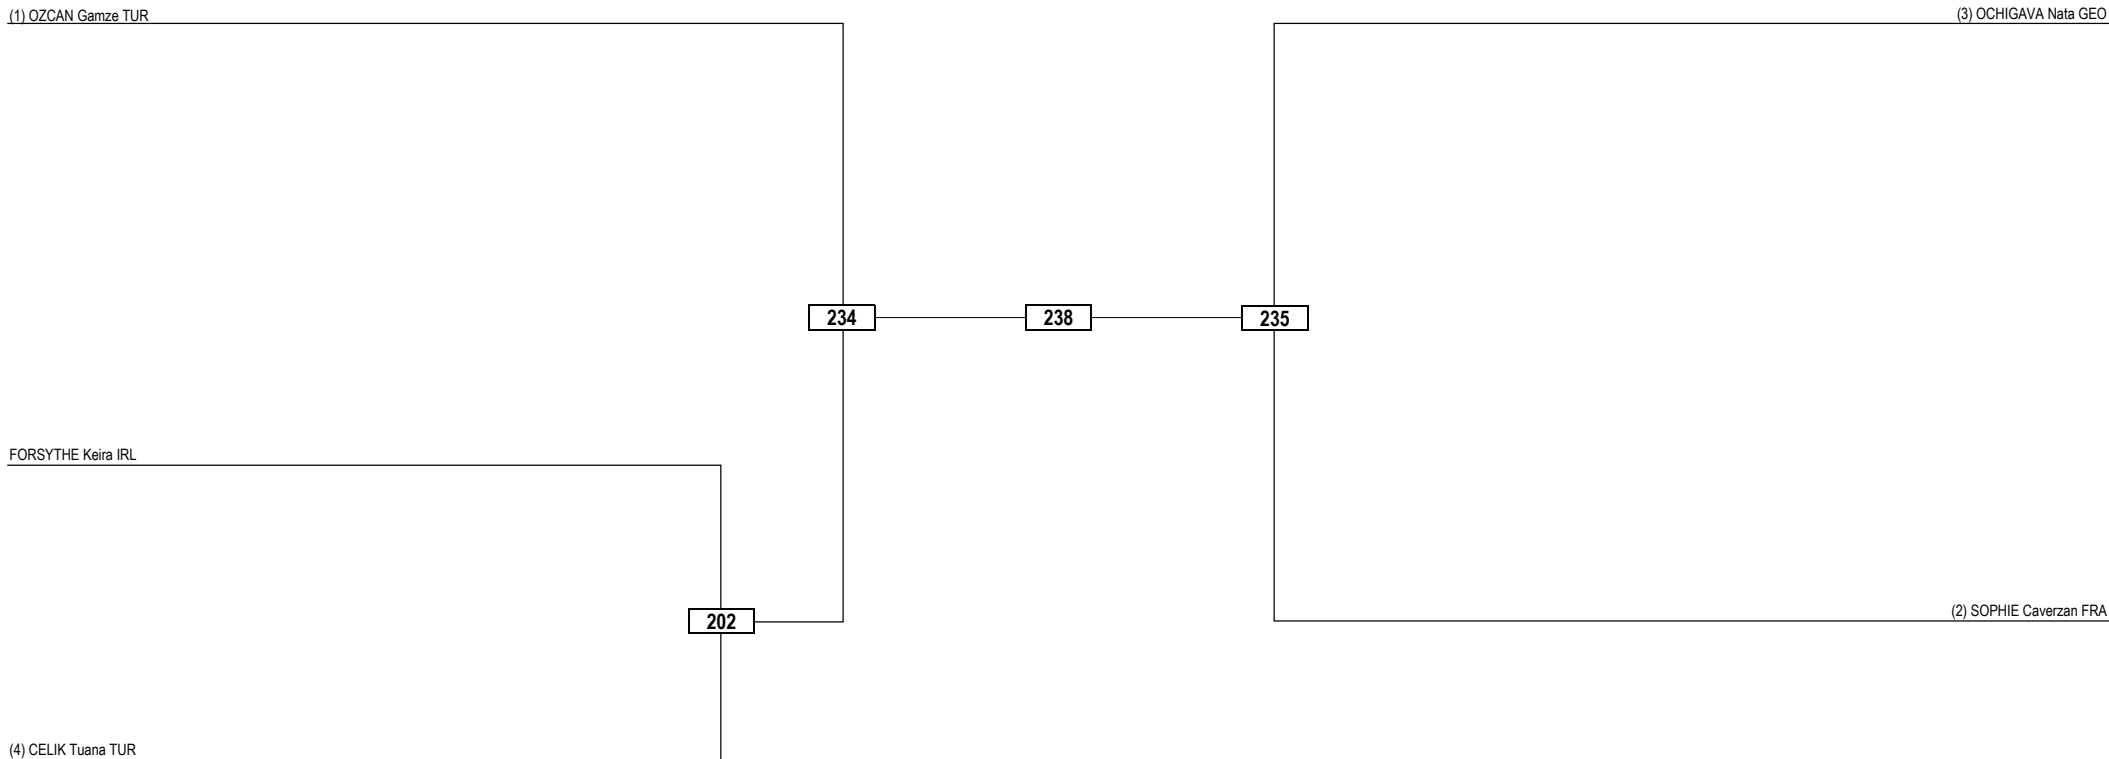 (1) OZCAN Gamze TUR
(3) OCHIGAVA Nata GEO
234
238
235
FORSYTHE Keira IRL
(2) SOPHIE Caverzan FRA
202
(4) CELIK Tuana TUR